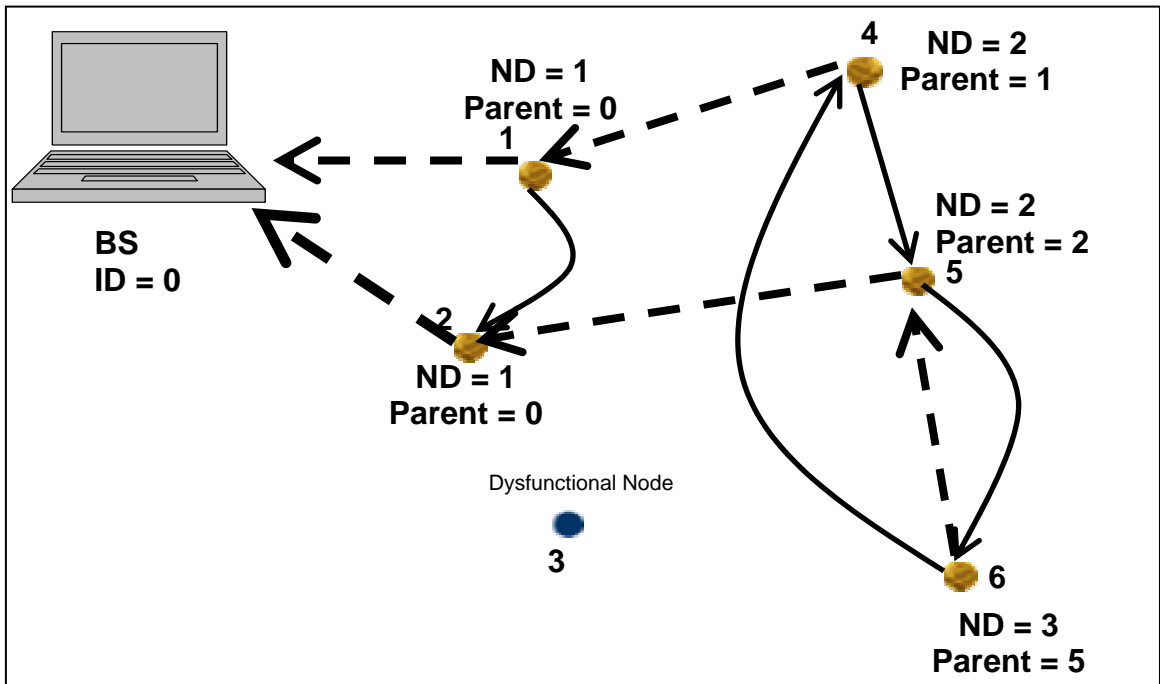 4
ND = 2
Parent = 1
ND = 1
Parent = 0
1
BS
ID = 0
ND = 2
Parent = 2
5
2
ND = 1
Parent = 0
Dysfunctional Node
3
6
ND = 3
Parent = 5